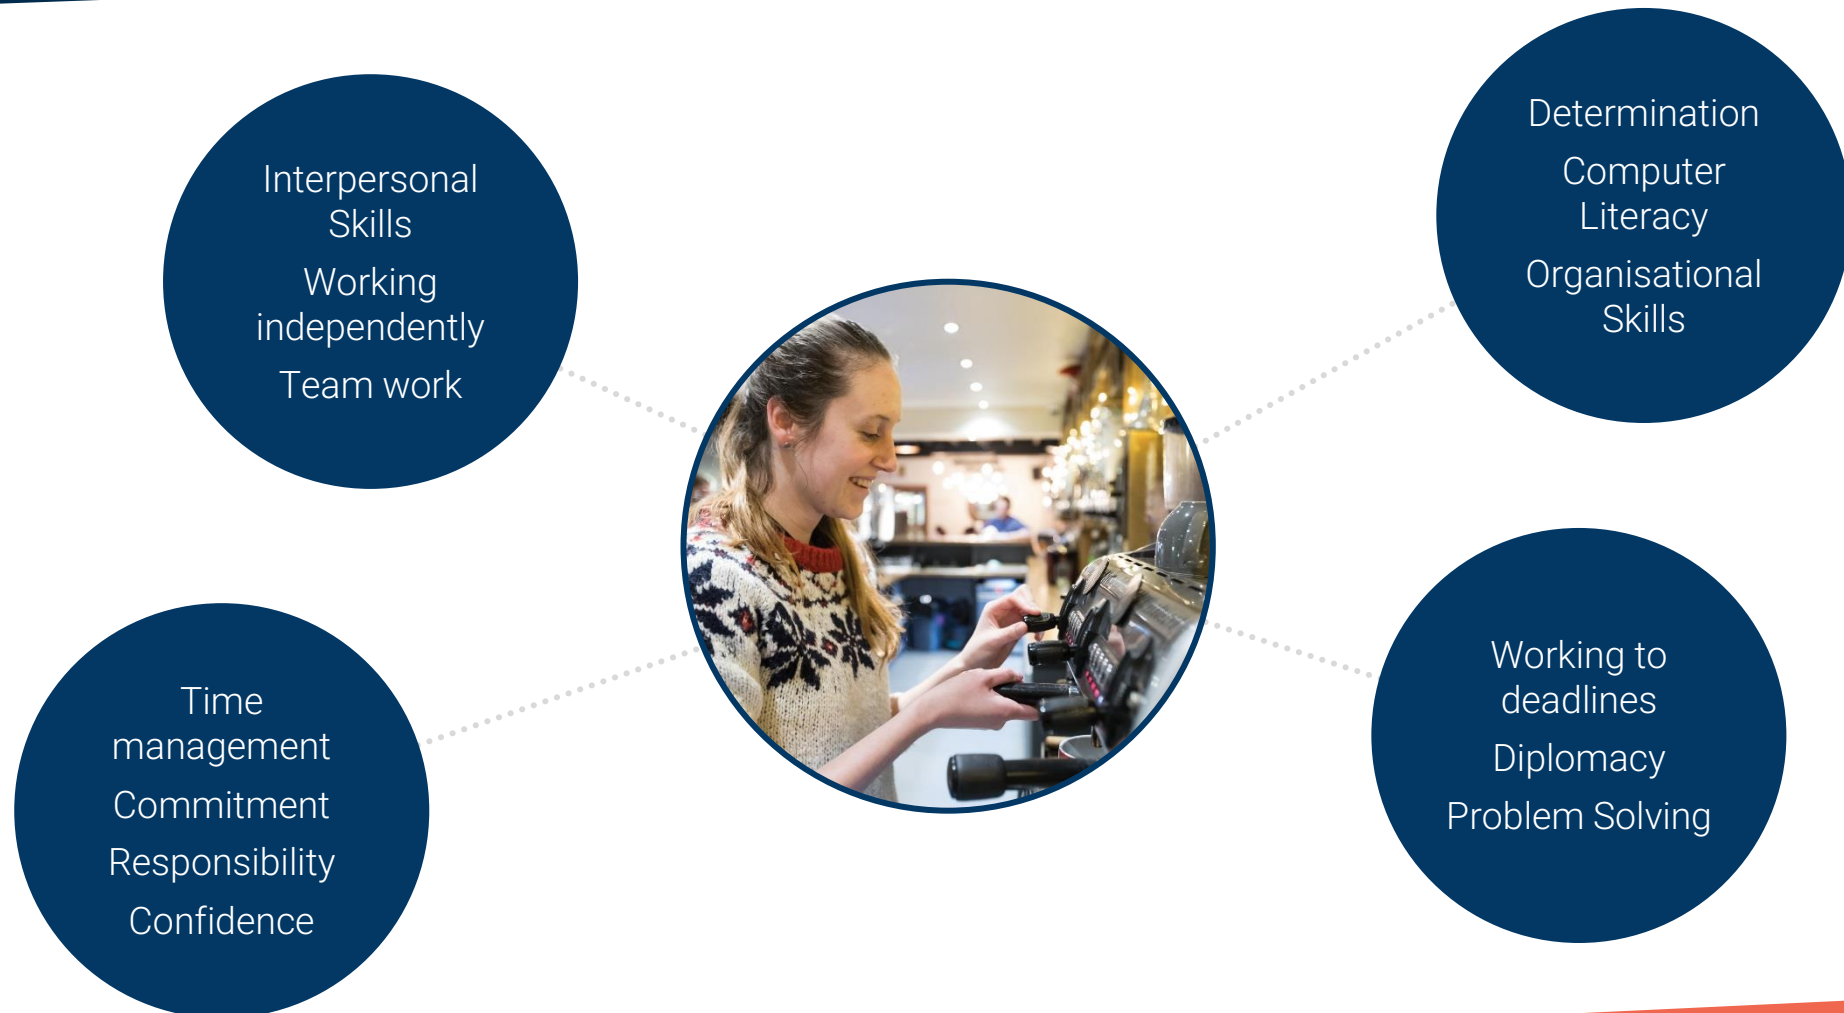 Interpersonal
Skills
Working
independently
Team work
Determination
Computer
Literacy
Organisational
Skills
Time
management
Commitment
Responsibility
Confidence
Working to
deadlines
Diplomacy
Problem Solving